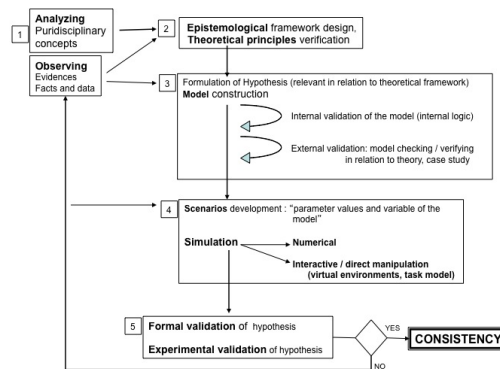 1
Analyzing
Puridisciplinary
concepts
Observing
Evidences
Facts and data
2
Epistemological framework design,
Theoretical principles verification
3
Formulation of Hypothesis (relevant in relation to theoretical framework)
Model construction
Internal validation of the model (internal logic)
External validation: model checking / verifying
in relation to theory, case study
4
Scenarios development : "parameter values and variable of the
model"
Simulation
Numerical
Interactive / direct manipulation
(virtual environments, task model)
5
Formal validation of hypothesis
Experimental validation of hypothesis
YES
CONSISTENCY
NO